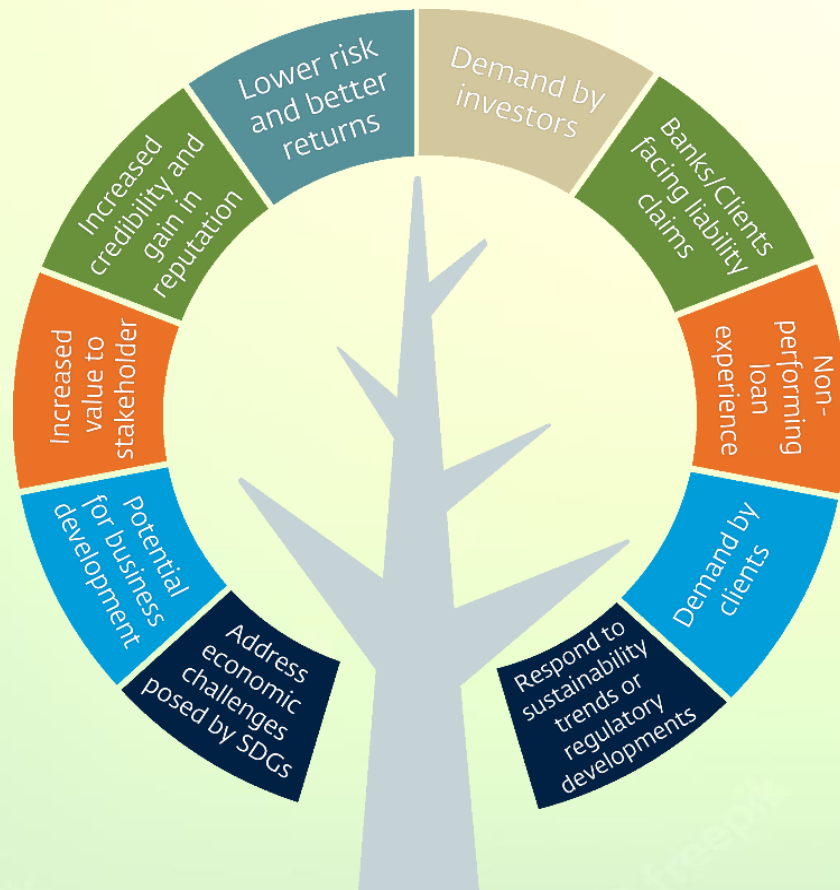 Lower risk
and better
returns
Demand by
investors
Banks/Clients
facing liability
claims
Non-
performing
loan
experience
Demand by
clients
Respond to
sustainability
trends or
regulatory
developments
Address
economic
challenges
posed by SDGs
Potential
for business
development
Increased
value to
stakeholder
Increased
credibility and
gain in
reputation
freepik